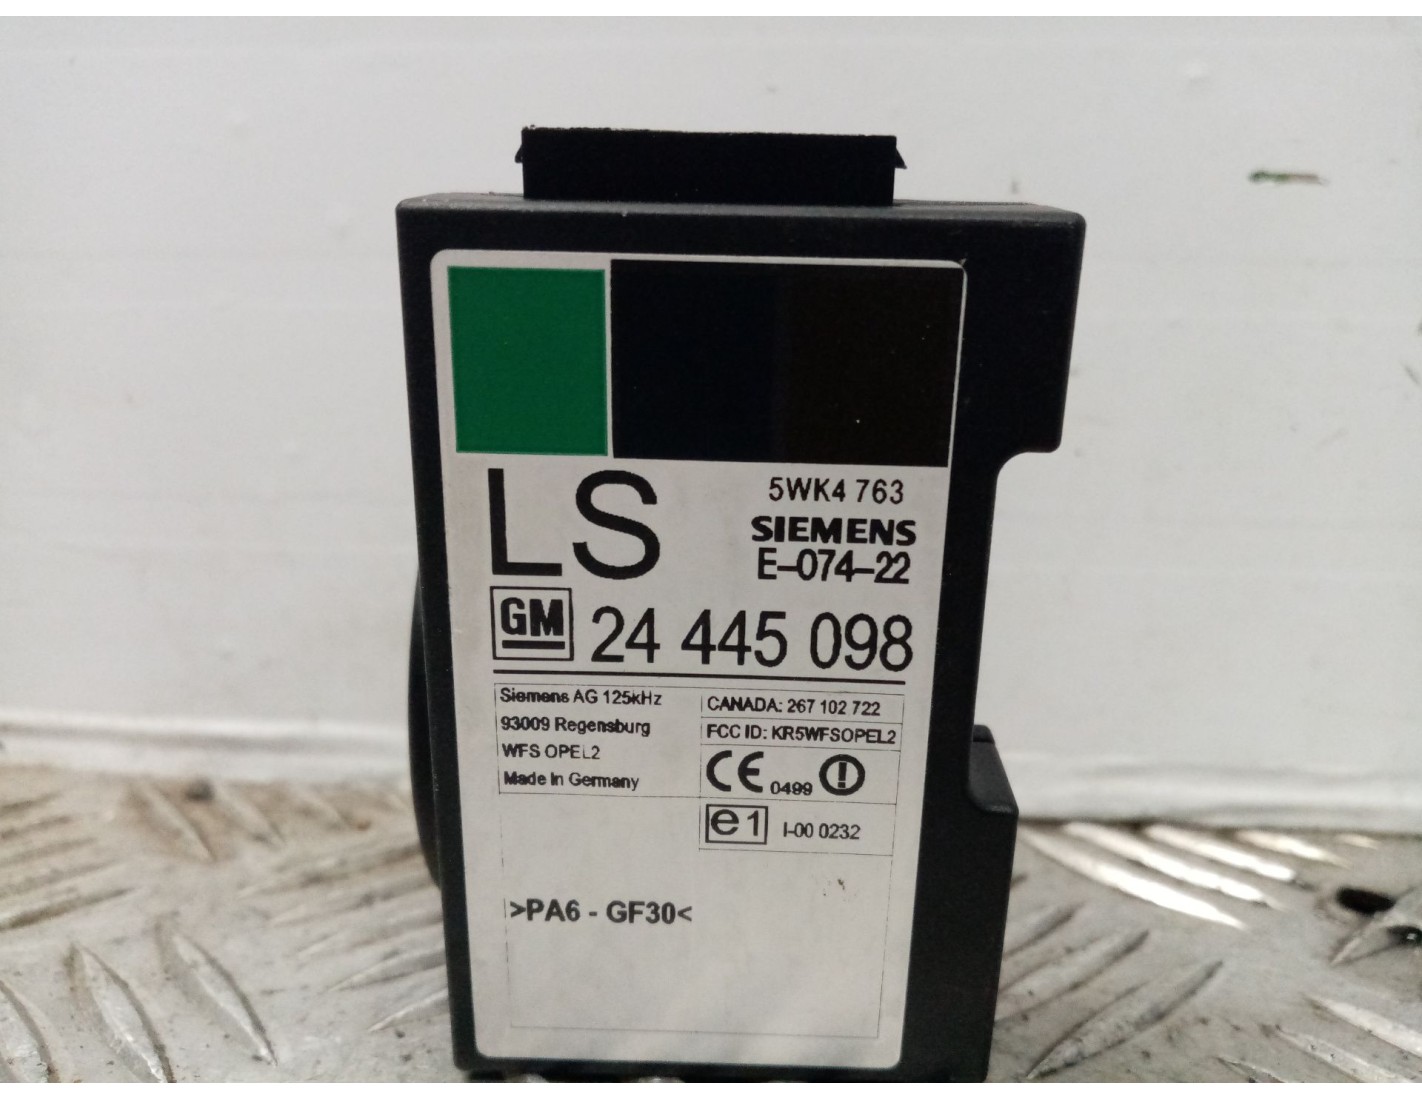 LS
5WK4 763
SIEMENS
E-074-22
GM 24 445 098
Siemens AG 125kHz
93009 Regensburg
WFS OPEL2
Made In Germany
CANADA: 267 102 722
FCC ID: KR5WFSOPEL2
CE 0499
e1 I-00 0232
>PA6 - GF30<